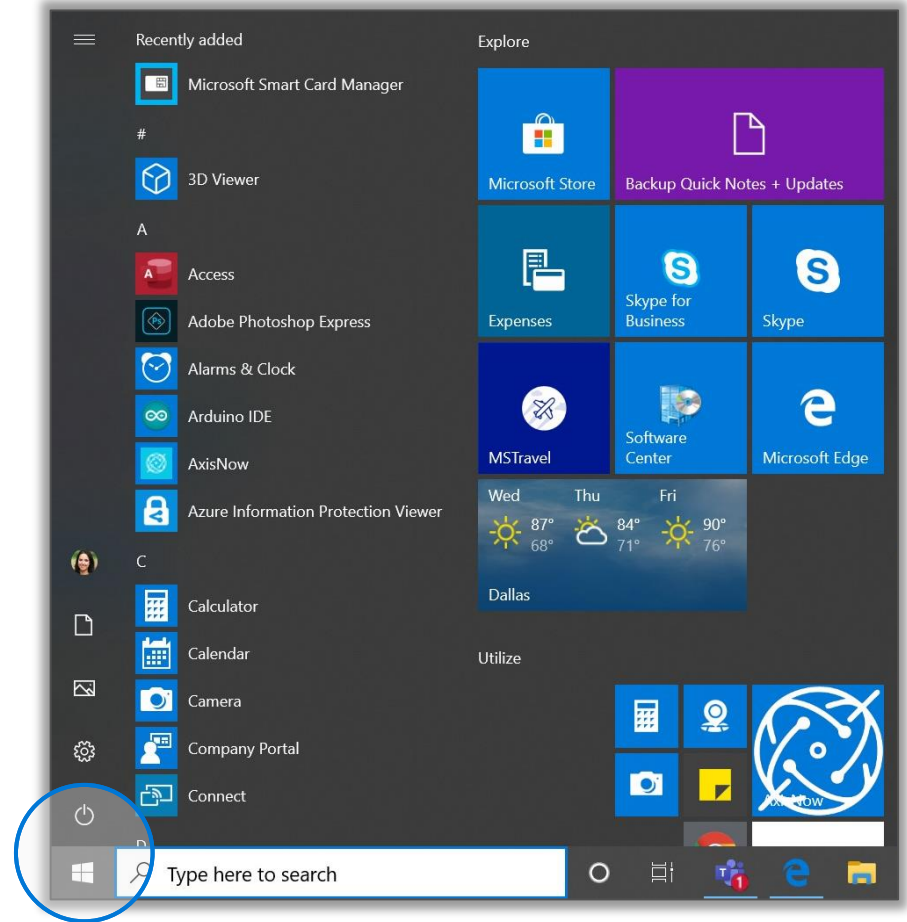 Recently added
Microsoft Smart Card Manager
#
3D Viewer
A
Access
Adobe Photoshop Express
Alarms & Clock
Arduino IDE
AxisNow
Azure Information Protection Viewer
C
Calculator
Calendar
Camera
Company Portal
Connect
D
Explore
Microsoft Store
Backup Quick Notes + Updates
Expenses
Skype for
Business
Skype
MSTravel
Software
Center
Microsoft Edge
Wed Thu Fri
87° 84° 90°
68° 71° 76°
Dallas
Utilize
AxisNow
Type here to search
1